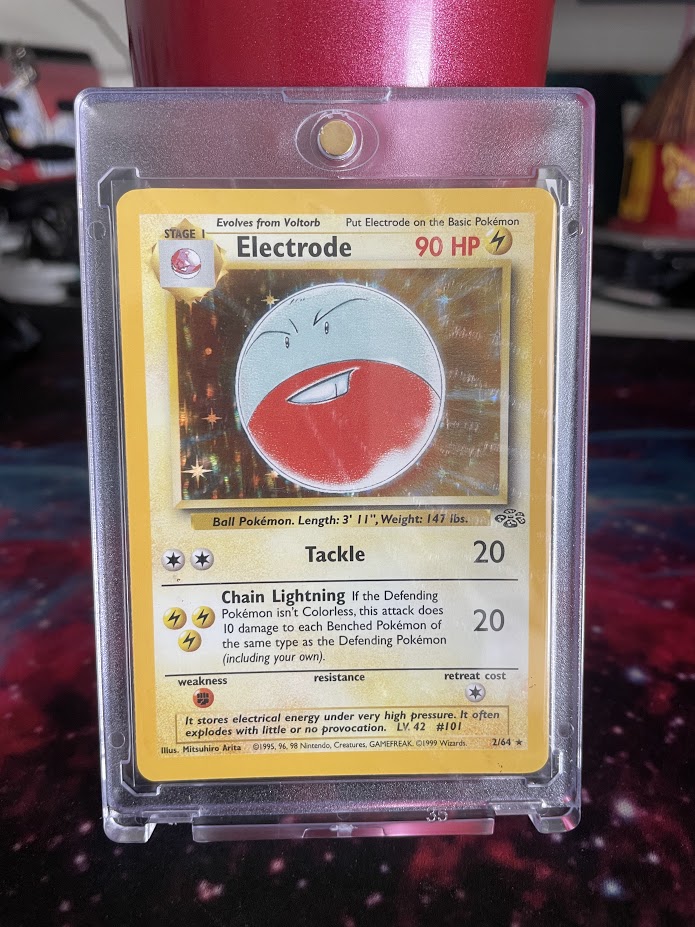 Evolves from Voltorb Put Electrode on the Basic Pokémon
STAGE 1
Electrode 90 HP
Ball Pokémon. Length: 3' 11", Weight: 147 lbs.
Tackle 20
Chain Lightning If the Defending
Pokémon isn't Colorless, this attack does
10 damage to each Benched Pokémon of
the same type as the Defending Pokémon
(including your own).
20
weakness resistance retreat cost
It stores electrical energy under very high pressure. It often
explodes with little or no provocation. LV. 42 #101
Illus. Mitsuhiro Arita ©1995, 96, 98 Nintendo, Creatures, GAMEFREAK. ©1999 Wizards. 2/64 ★
35